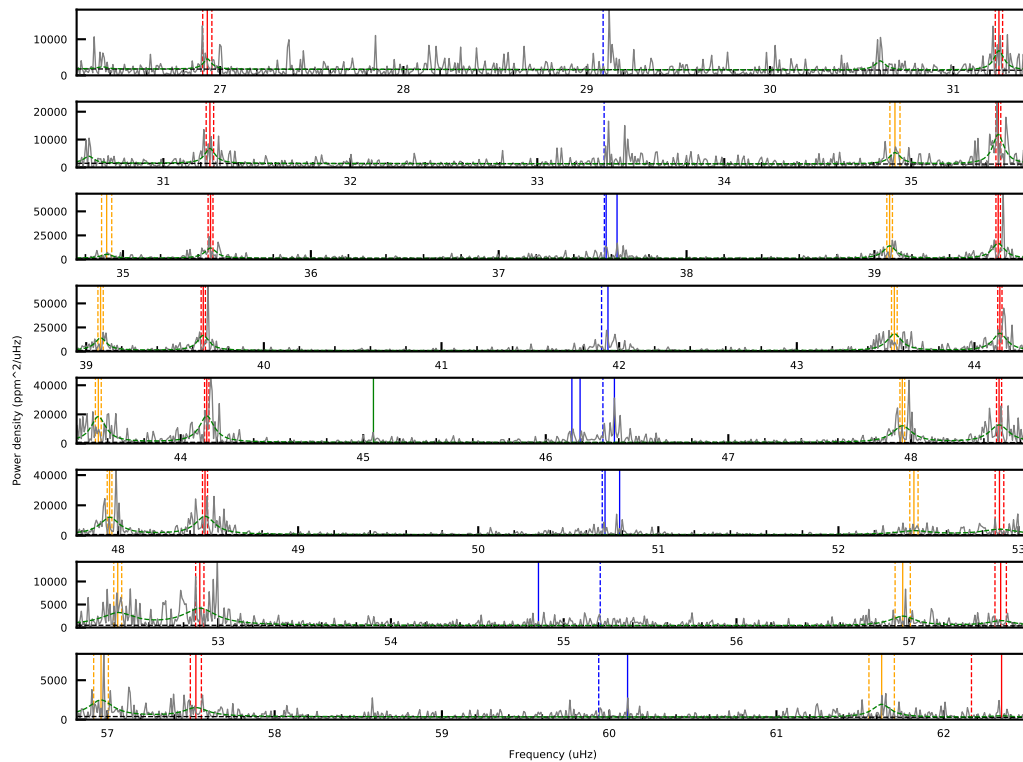 10000
0
27 28 29 30 31
20000
10000
0
31 32 33 34 35
50000
25000
0
35 36 37 38 39
50000
25000
0
39 40 41 42 43 44
40000
20000
0
44 45 46 47 48
40000
20000
0
48 49 50 51 52 53
10000
5000
0
53 54 55 56 57
5000
0
57 58 59 60 61 62
Power density (ppm^2/uHz)
Frequency (uHz)